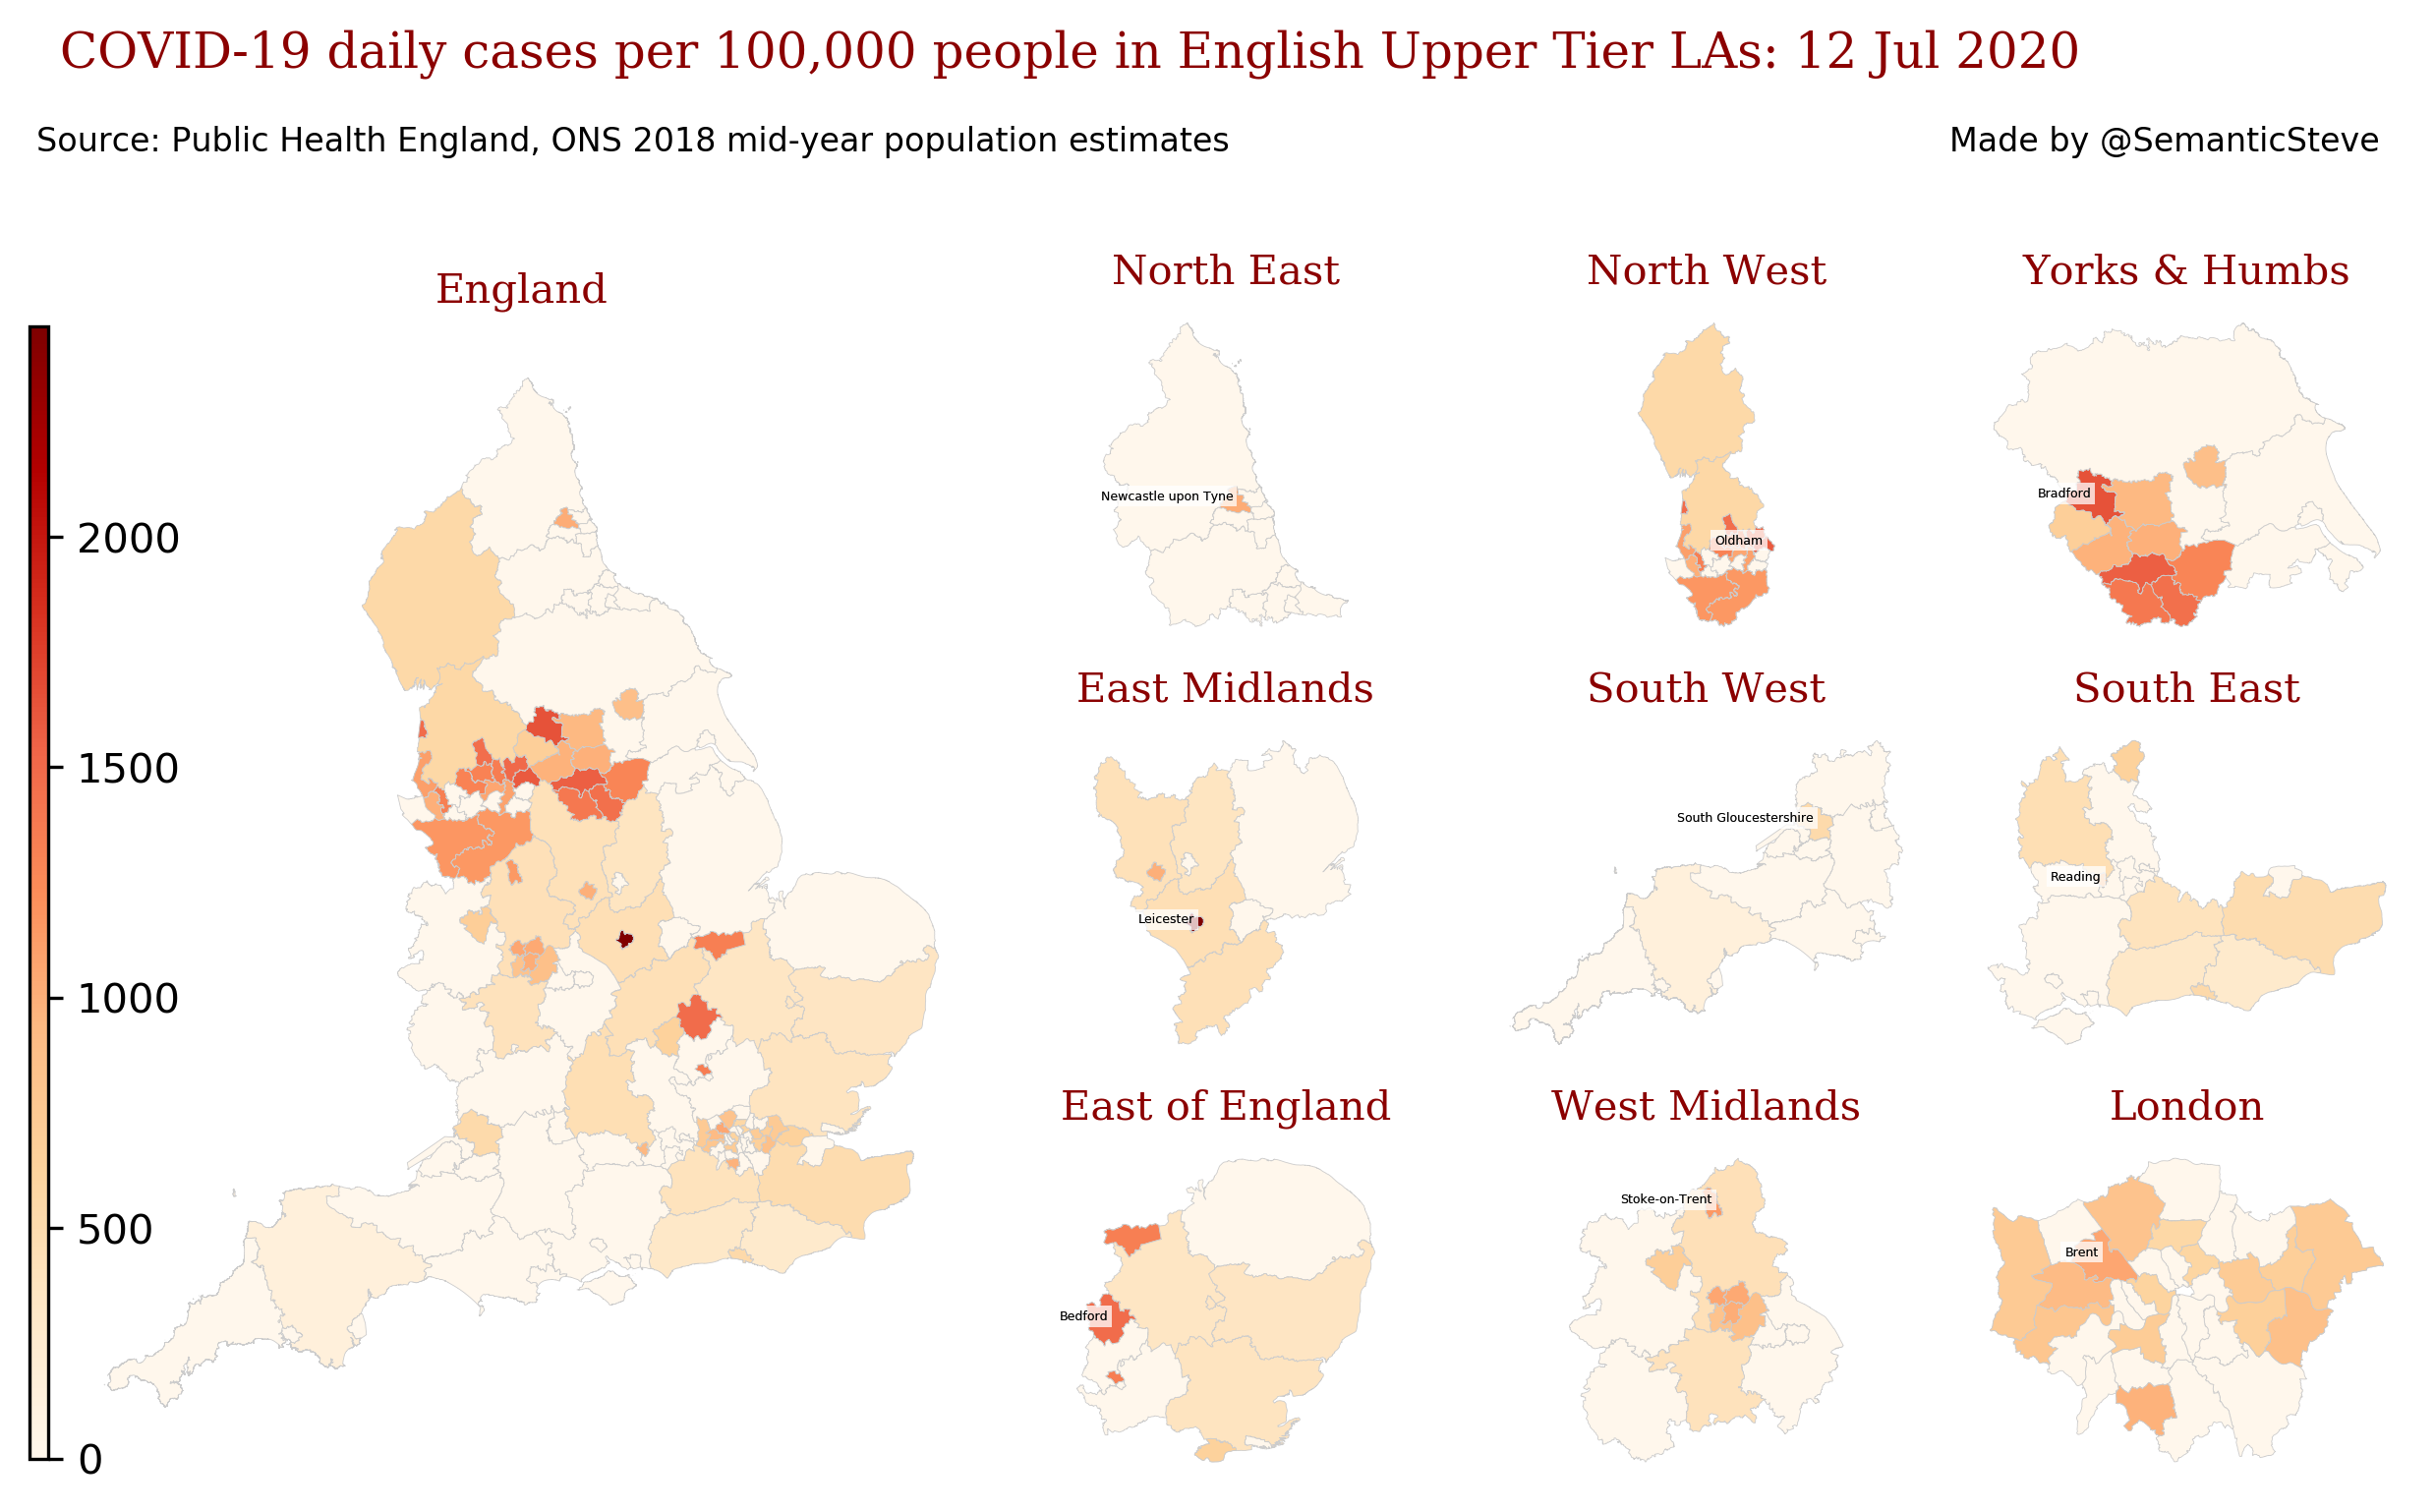 COVID-19 daily cases per 100,000 people in English Upper Tier LAs: 12 Jul 2020
Source: Public Health England, ONS 2018 mid-year population estimates
Made by @SemanticSteve
England
2000
1500
1000
500
0
North East
Newcastle upon Tyne
North West
Oldham
Yorks & Humbs
Bradford
East Midlands
Leicester
South West
South Gloucestershire
South East
Reading
East of England
Bedford
West Midlands
Stoke-on-Trent
London
Brent